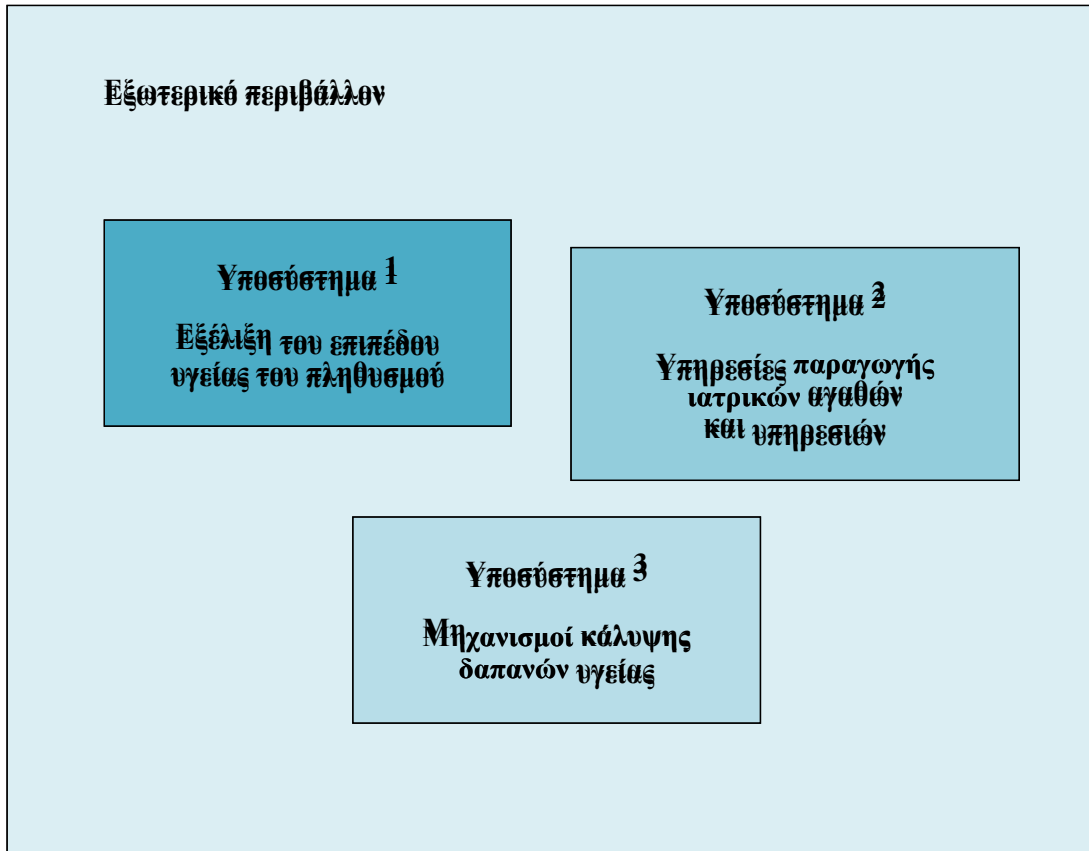 Εξωτερικό περιβάλλον
Υποσύστημα 1
Εξέλιξη του επιπέδου
υγείας του πληθυσμού
Υποσύστημα 2
Υπηρεσίες παραγωγής
ιατρικών αγαθών
και υπηρεσιών
Υποσύστημα 3
Μηχανισμοί κάλυψης
δαπανών υγείας